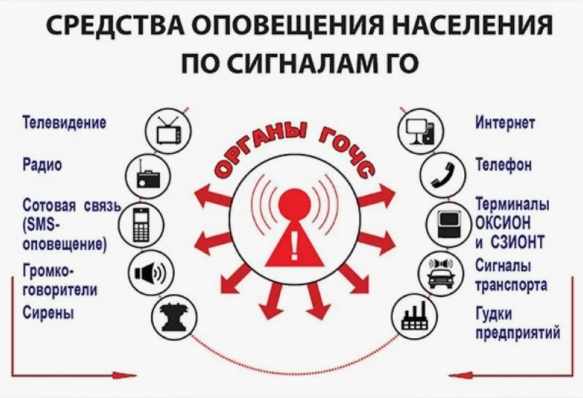 СРЕДСТВА ОПОВЕЩЕНИЯ НАСЕЛЕНИЯ
ПО СИГНАЛАМ ГО
ОРГАНЫ ГОЧС
Телевидение
Радио
Сотовая связь
(SMS-
оповещение)
Громко-
говорители
Сирены
Интернет
Телефон
Терминалы
ОКСИОН
и СЗИОНТ
Сигналы
транспорта
Гудки
предприятий